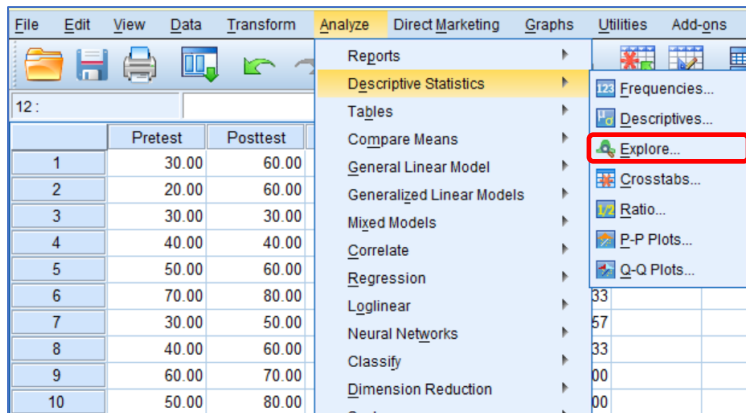 File Edit View Data Transform Analyze Direct Marketing Graphs Utilities Add-ons
Reports
Descriptive Statistics
Frequencies...
12 :
Tables
Descriptives...
Pretest Posttest
Compare Means
Explore...
1 30.00 60.00
General Linear Model
Crosstabs...
2 20.00 60.00
Generalized Linear Models
Ratio...
3 30.00 30.00
Mixed Models
P-P Plots...
4 40.00 40.00
Correlate
Q-Q Plots...
5 50.00 60.00
Regression
6 70.00 80.00 33
Loglinear
7 30.00 50.00 57
Neural Networks
8 40.00 60.00 33
Classify
9 60.00 70.00 00
Dimension Reduction
10 50.00 80.00 00